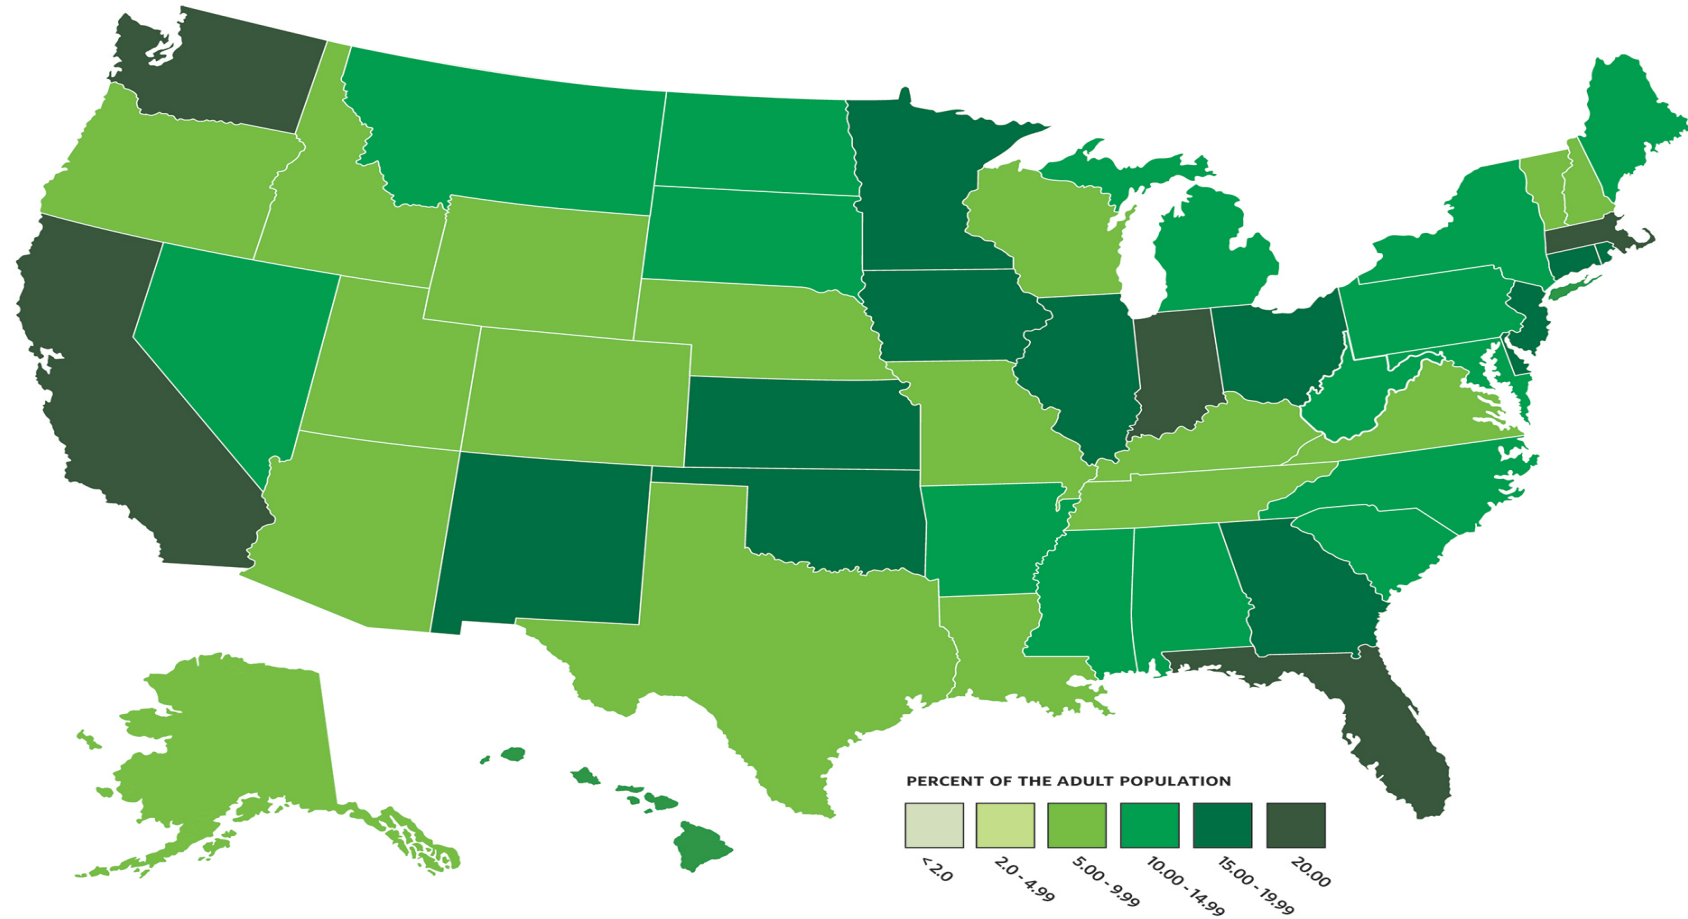 PERCENT OF THE ADULT POPULATION
<2.0
2.0 - 4.99
5.00 - 9.99
10.00 -14.99
15.00 -19.99
20.00